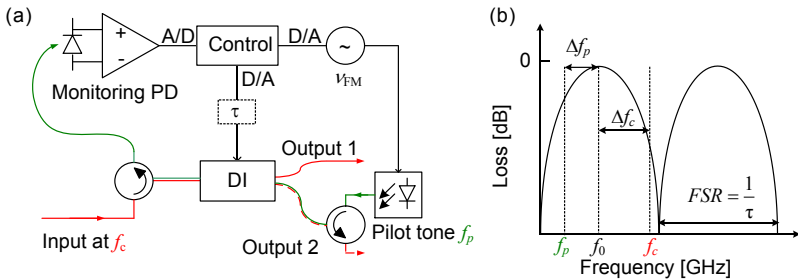 (a)
+
-
A/D
Control
D/A
~
ν_FM
Monitoring PD
D/A
τ
Output 1
DI
Input at f_c
Output 2
Pilot tone f_p
(b)
Loss [dB]
0
Δf_p
Δf_c
FSR = 1/τ
f_p
f_0
f_c
Frequency [GHz]